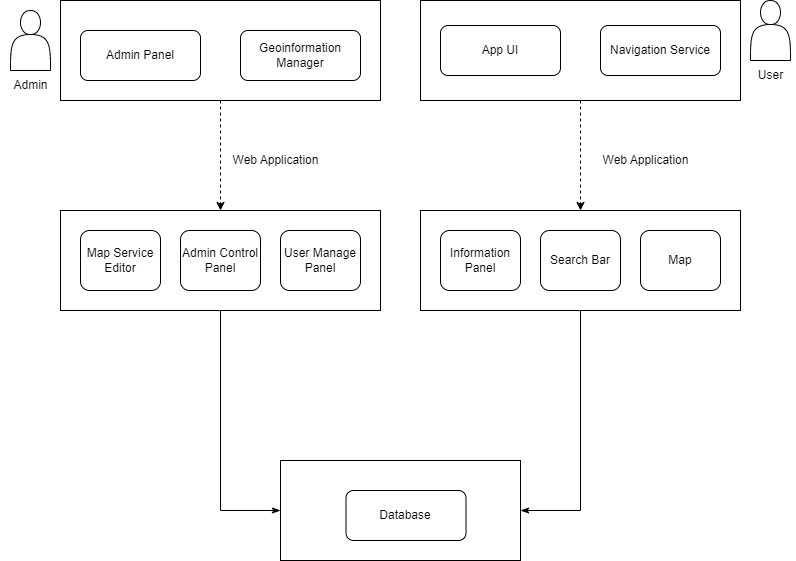 Admin
Admin Panel
Geoinformation
Manager
App UI
Navigation Service
User
Web Application
Web Application
Map Service
Editor
Admin Control
Panel
User Manage
Panel
Information
Panel
Search Bar
Map
Database